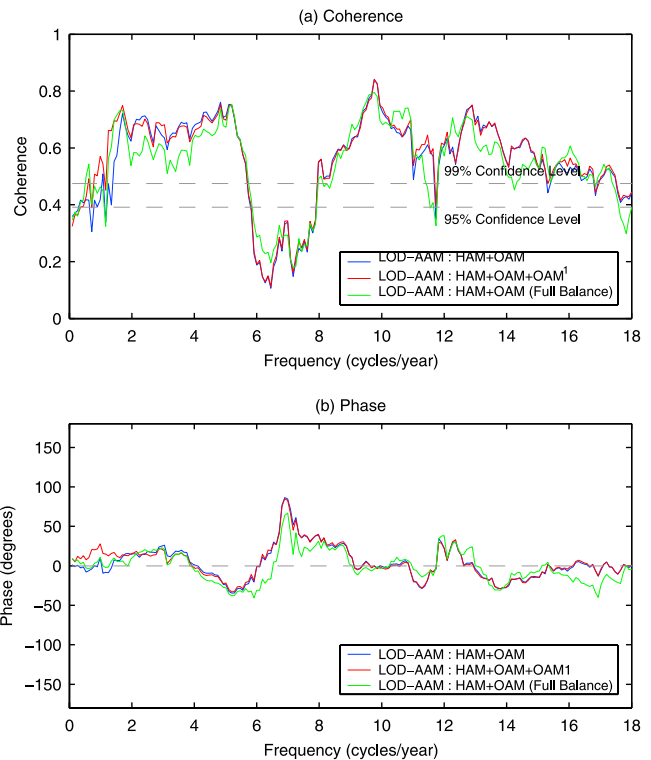 (a) Coherence
1
0.8
0.6
0.4
0.2
0
Coherence
99% Confidence Level
95% Confidence Level
LOD−AAM : HAM+OAM
LOD−AAM : HAM+OAM+OAM¹
LOD−AAM : HAM+OAM (Full Balance)
0 2 4 6 8 10 12 14 16 18
Frequency (cycles/year)
(b) Phase
150
100
50
0
−50
−100
−150
Phase (degrees)
LOD−AAM : HAM+OAM
LOD−AAM : HAM+OAM+OAM1
LOD−AAM : HAM+OAM (Full Balance)
0 2 4 6 8 10 12 14 16 18
Frequency (cycles/year)